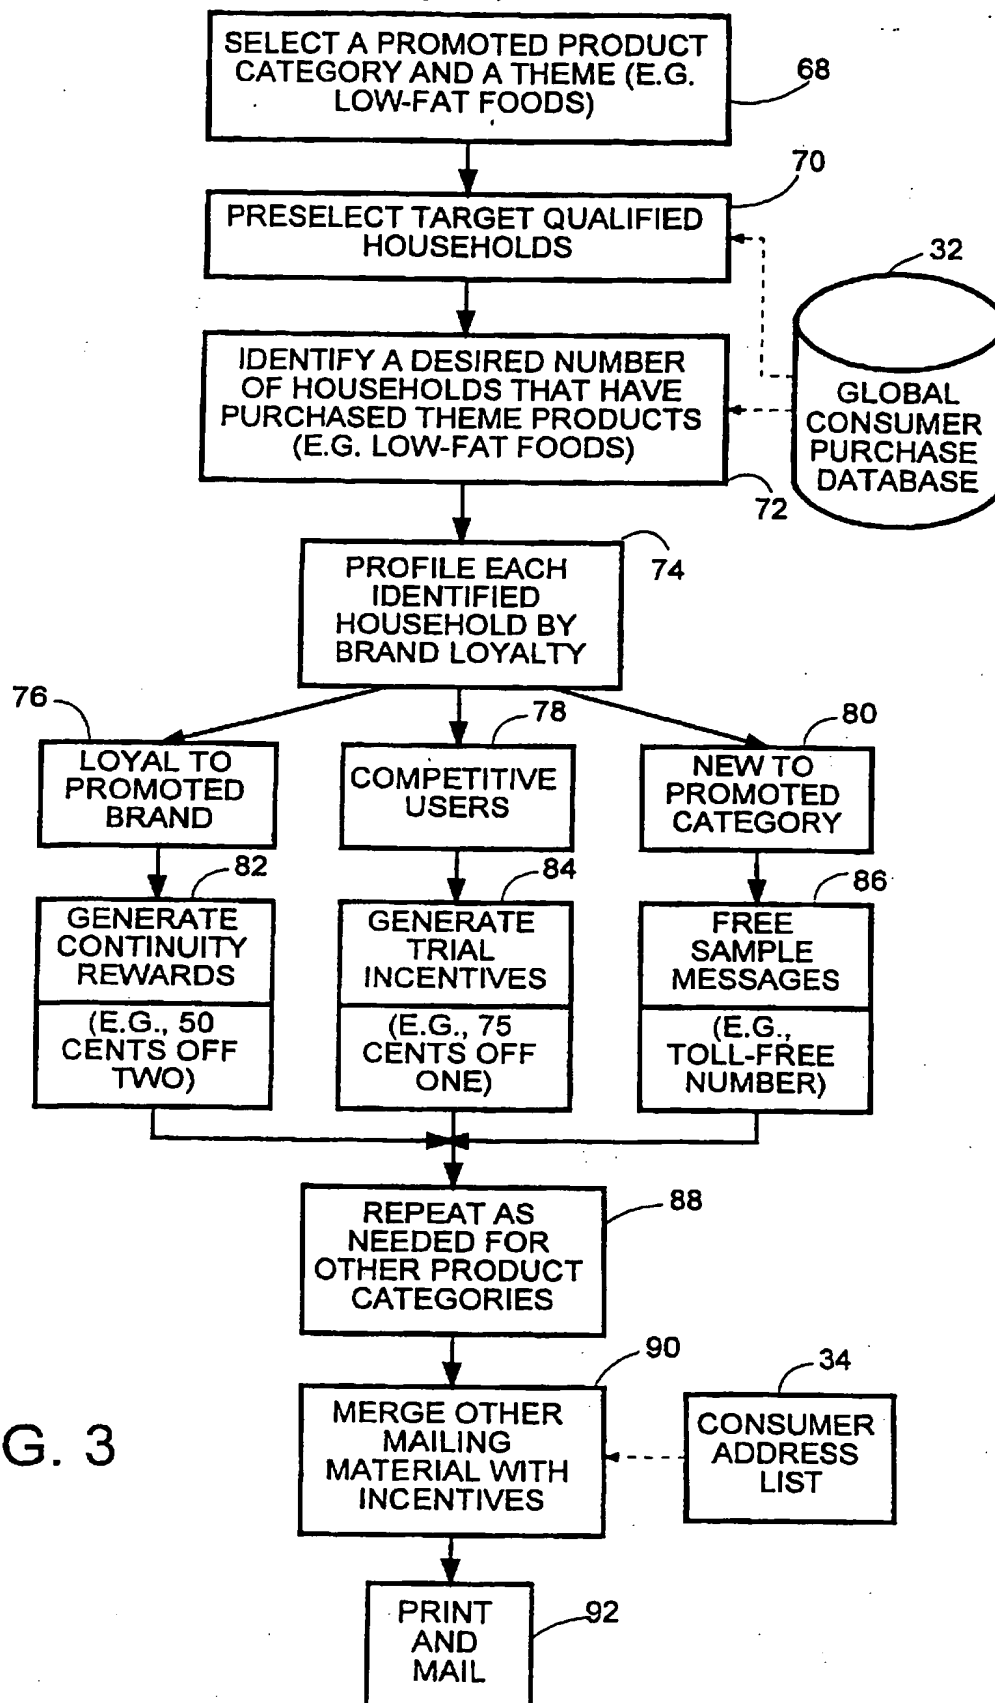 SELECT A PROMOTED PRODUCT
CATEGORY AND A THEME (E.G.
LOW-FAT FOODS)
68
70
PRESELECT TARGET QUALIFIED
HOUSEHOLDS
32
IDENTIFY A DESIRED NUMBER
OF HOUSEHOLDS THAT HAVE
PURCHASED THEME PRODUCTS
(E.G. LOW-FAT FOODS)
GLOBAL
CONSUMER
PURCHASE
DATABASE
72
74
PROFILE EACH
IDENTIFIED
HOUSEHOLD BY
BRAND LOYALTY
76
78
80
LOYAL TO
PROMOTED
BRAND
COMPETITIVE
USERS
NEW TO
PROMOTED
CATEGORY
82
84
86
GENERATE
CONTINUITY
REWARDS
(E.G., 50
CENTS OFF
TWO)
GENERATE
TRIAL
INCENTIVES
(E.G., 75
CENTS OFF
ONE)
FREE
SAMPLE
MESSAGES
(E.G.,
TOLL-FREE
NUMBER)
88
REPEAT AS
NEEDED FOR
OTHER PRODUCT
CATEGORIES
90
34
MERGE OTHER
MAILING
MATERIAL WITH
INCENTIVES
CONSUMER
ADDRESS
LIST
G. 3
PRINT
AND
MAIL
92